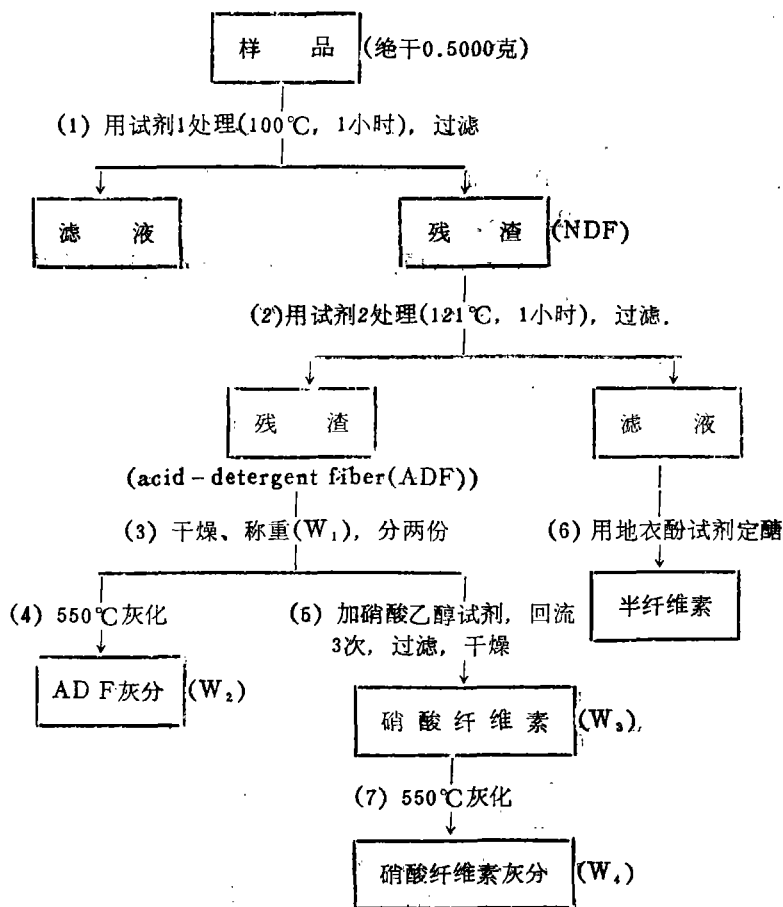 样 品 (绝干0.5000克)
(1) 用试剂1处理(100℃, 1小时), 过滤
滤 液
残 渣 (NDF)
(2)用试剂2处理(121℃, 1小时), 过滤.
残 渣
滤 液
(acid-detergent fiber(ADF))
(3) 干燥、称重(W₁), 分两份
(6) 用地衣酚试剂定醣
(4) 550℃灰化
(5) 加硝酸乙醇试剂, 回流
3次, 过滤, 干燥
半纤维素
ADF灰分 (W₂)
硝酸纤维素 (W₃)
(7) 550℃灰化
硝酸纤维素灰分 (W₄)